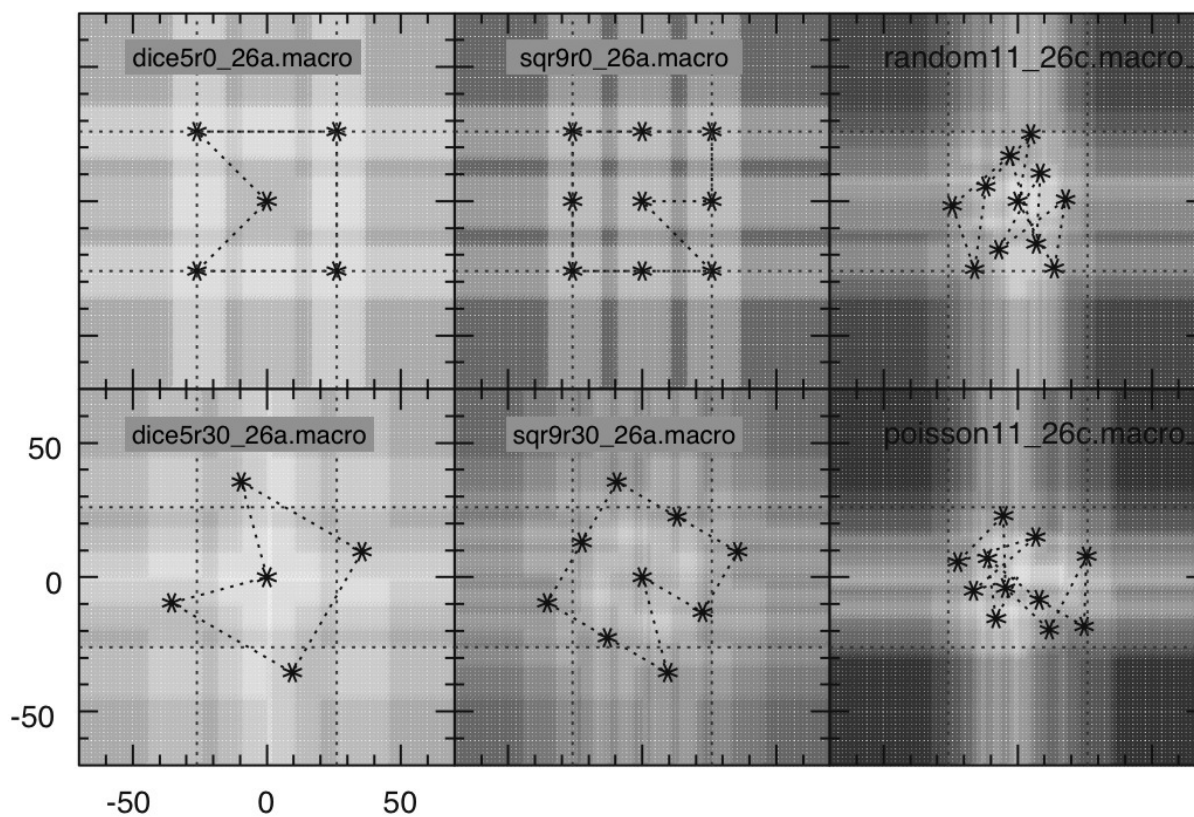 dice5r0_26a.macro
sqr9r0_26a.macro
random11_26c.macro
dice5r30_26a.macro
sqr9r30_26a.macro
poisson11_26c.macro
50
0
-50
-50 0 50